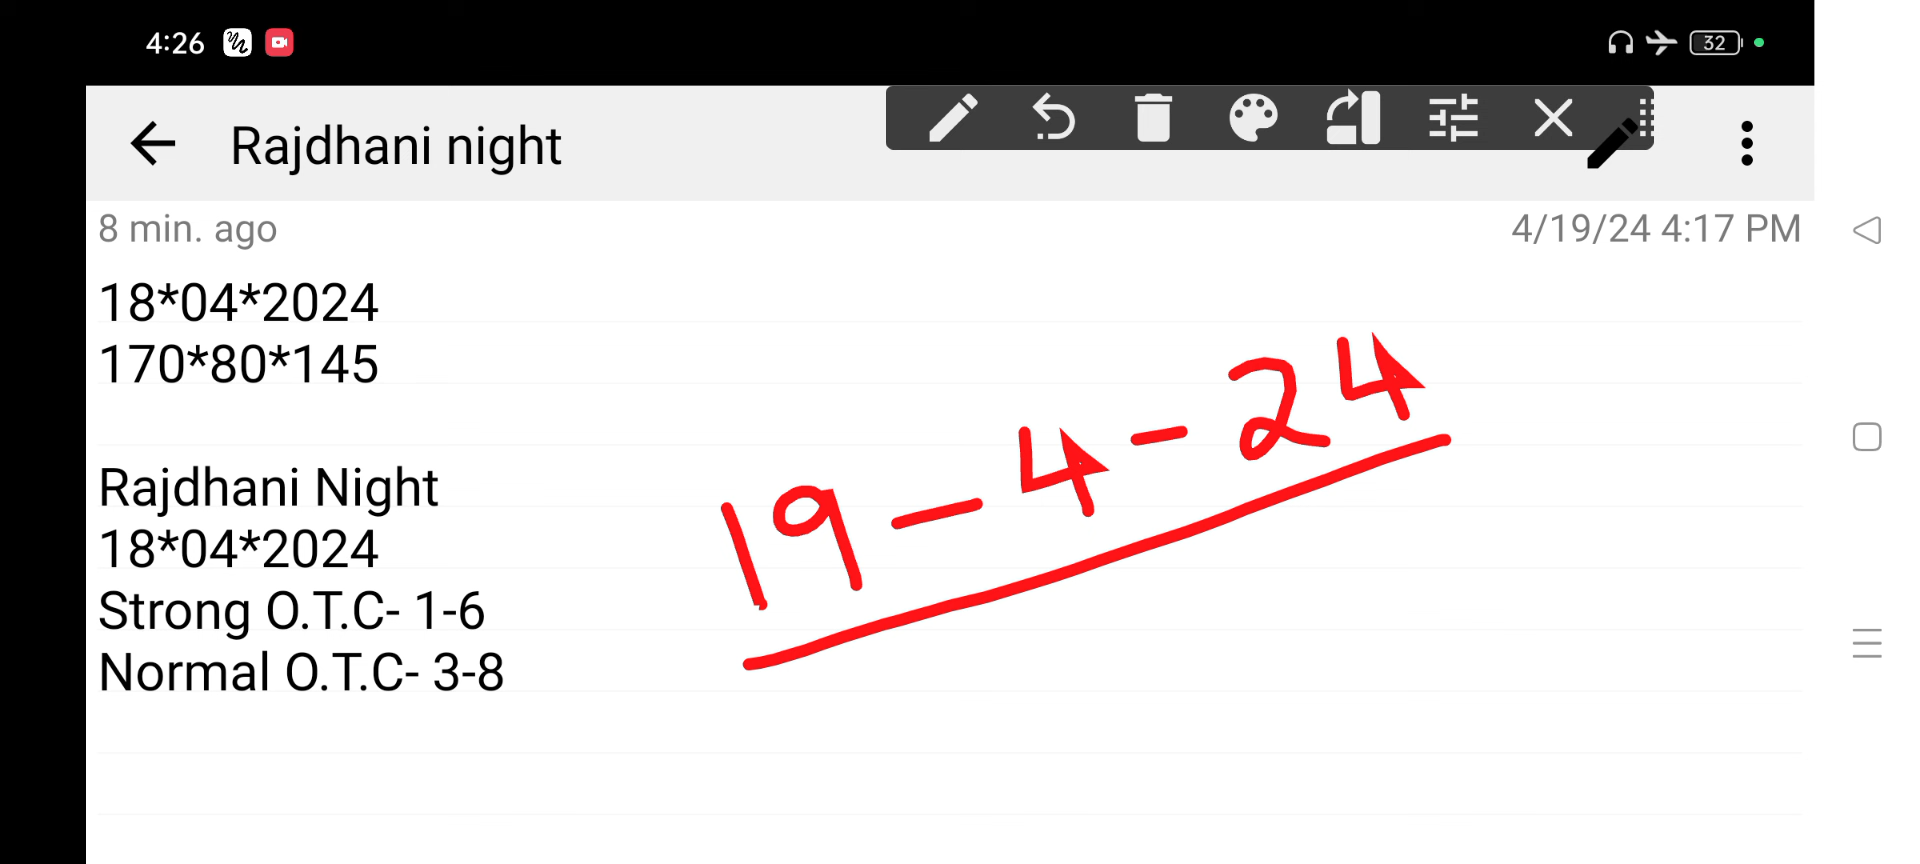 4:26
32
Rajdhani night
8 min. ago
4/19/24 4:17 PM
18*04*2024
170*80*145
19-4-24
Rajdhani Night
18*04*2024
Strong O.T.C- 1-6
Normal O.T.C- 3-8